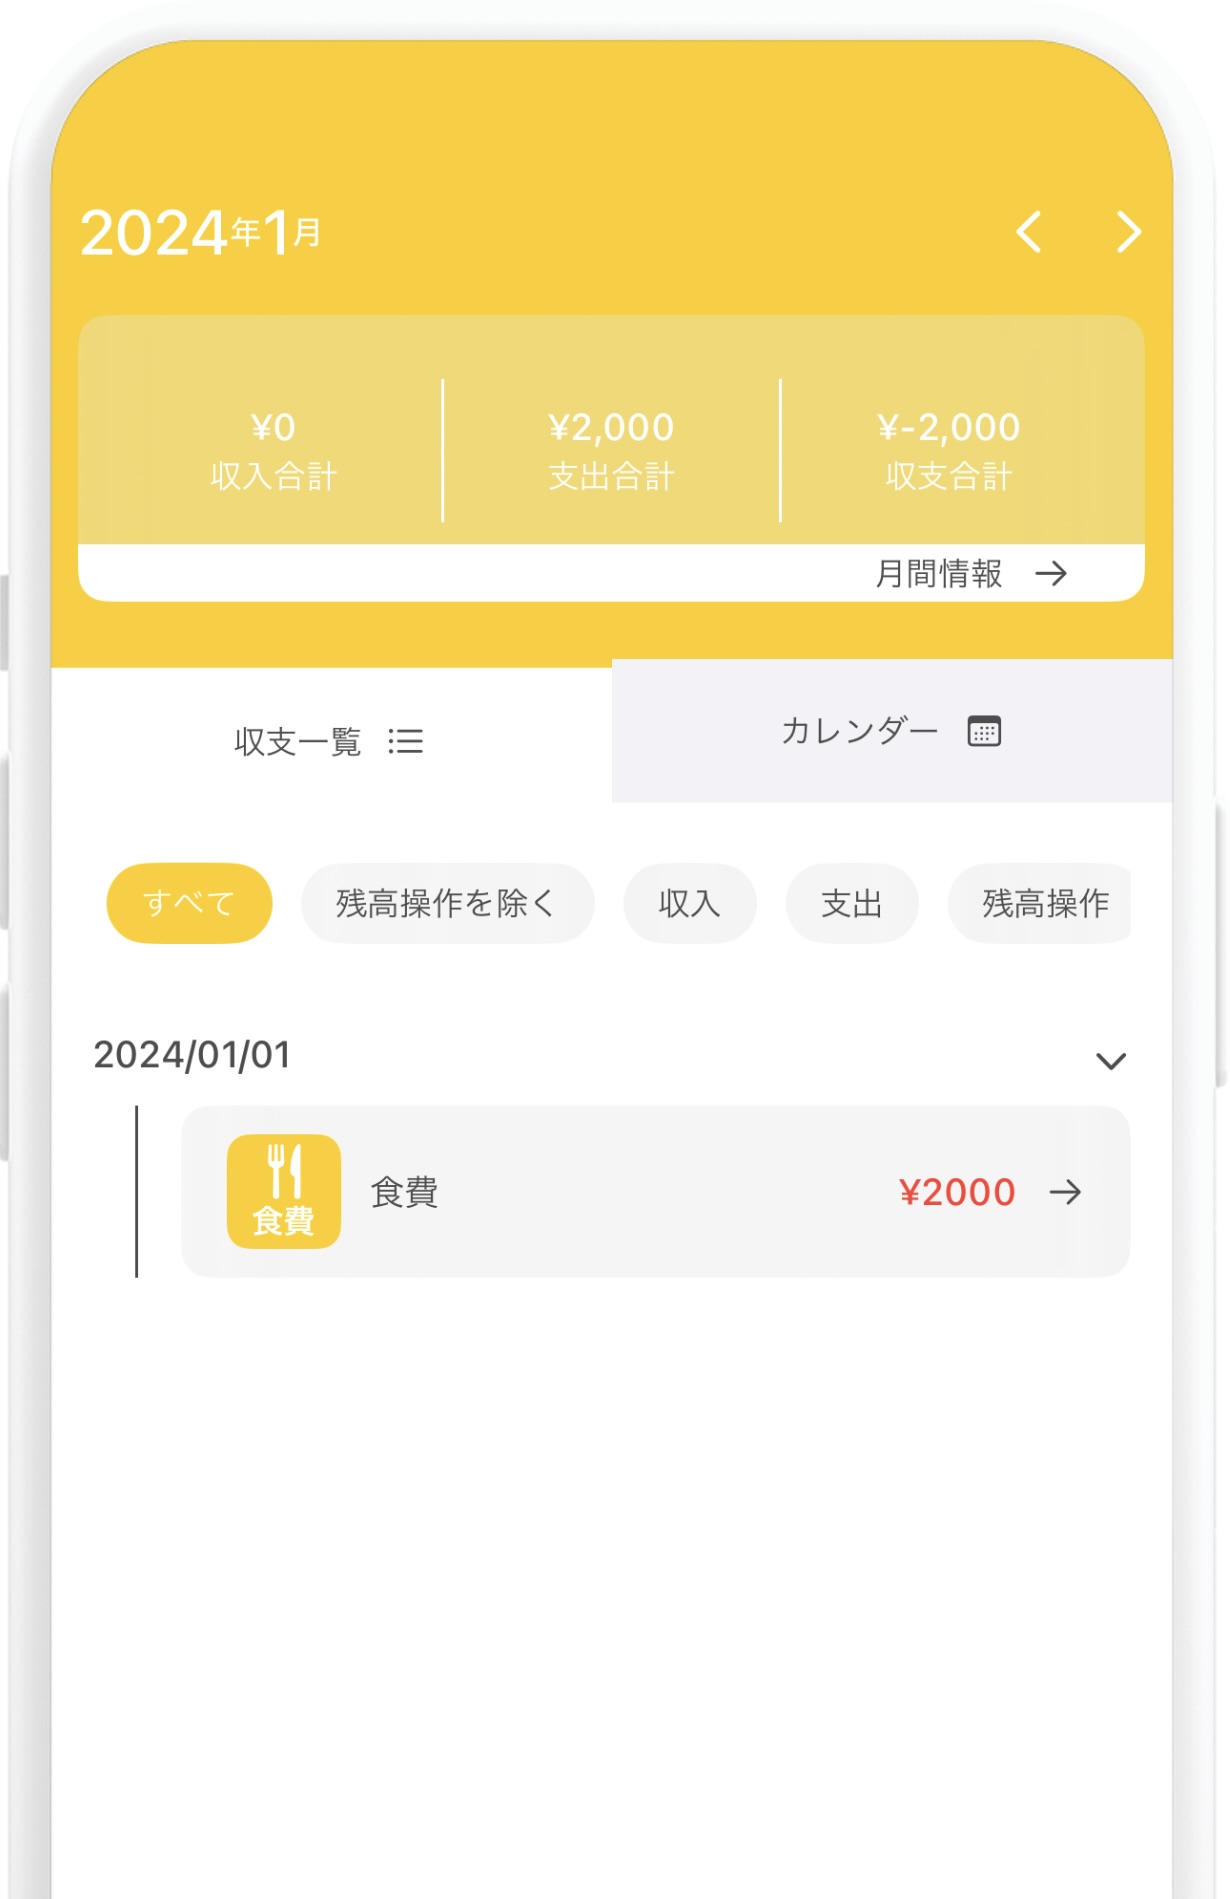 2024年1月
¥0 ¥2,000 ¥-2,000
収入合計 支出合計 収支合計
月間情報
収支一覧 カレンダー
すべて 残高操作を除く 収入 支出 残高操作
2024/01/01
食費 食費 ¥2000